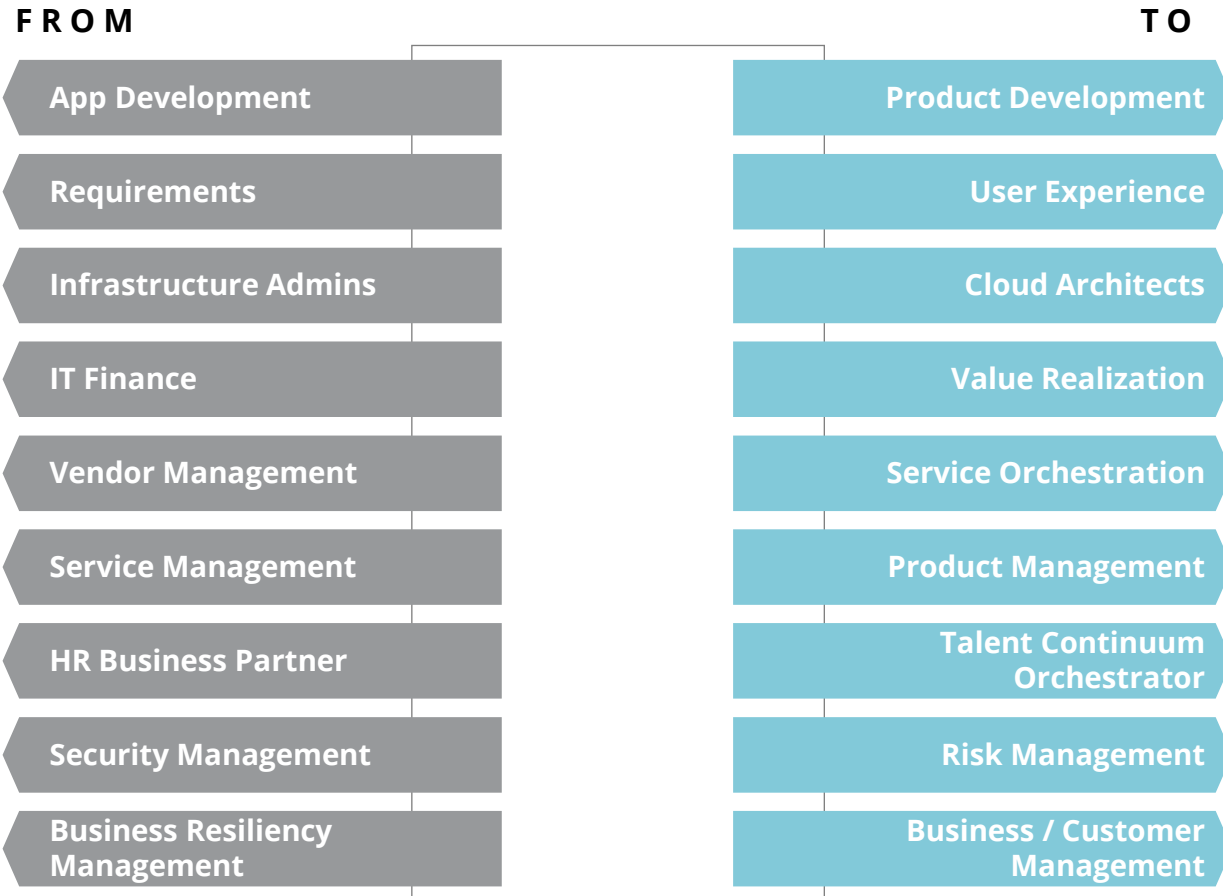 FROM
TO
App Development
Product Development
Requirements
User Experience
Infrastructure Admins
Cloud Architects
IT Finance
Value Realization
Vendor Management
Service Orchestration
Service Management
Product Management
HR Business Partner
Talent Continuum
Orchestrator
Security Management
Risk Management
Business Resiliency
Management
Business / Customer
Management